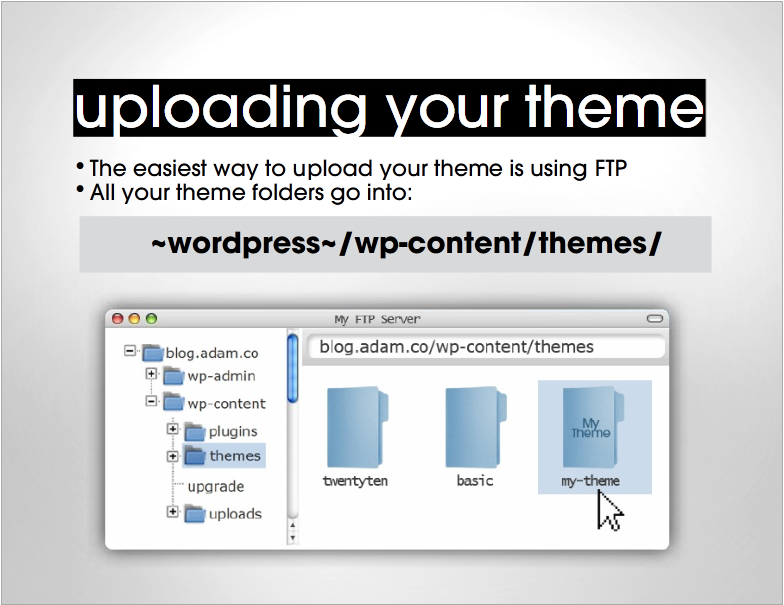 uploading your theme
• The easiest way to upload your theme is using FTP
• All your theme folders go into:
~wordpress~/wp-content/themes/
My FTP Server
blog.adam.co
wp-admin
wp-content
plugins
themes
upgrade
uploads
blog.adam.co/wp-content/themes
My
Theme
twentyten basic my-theme